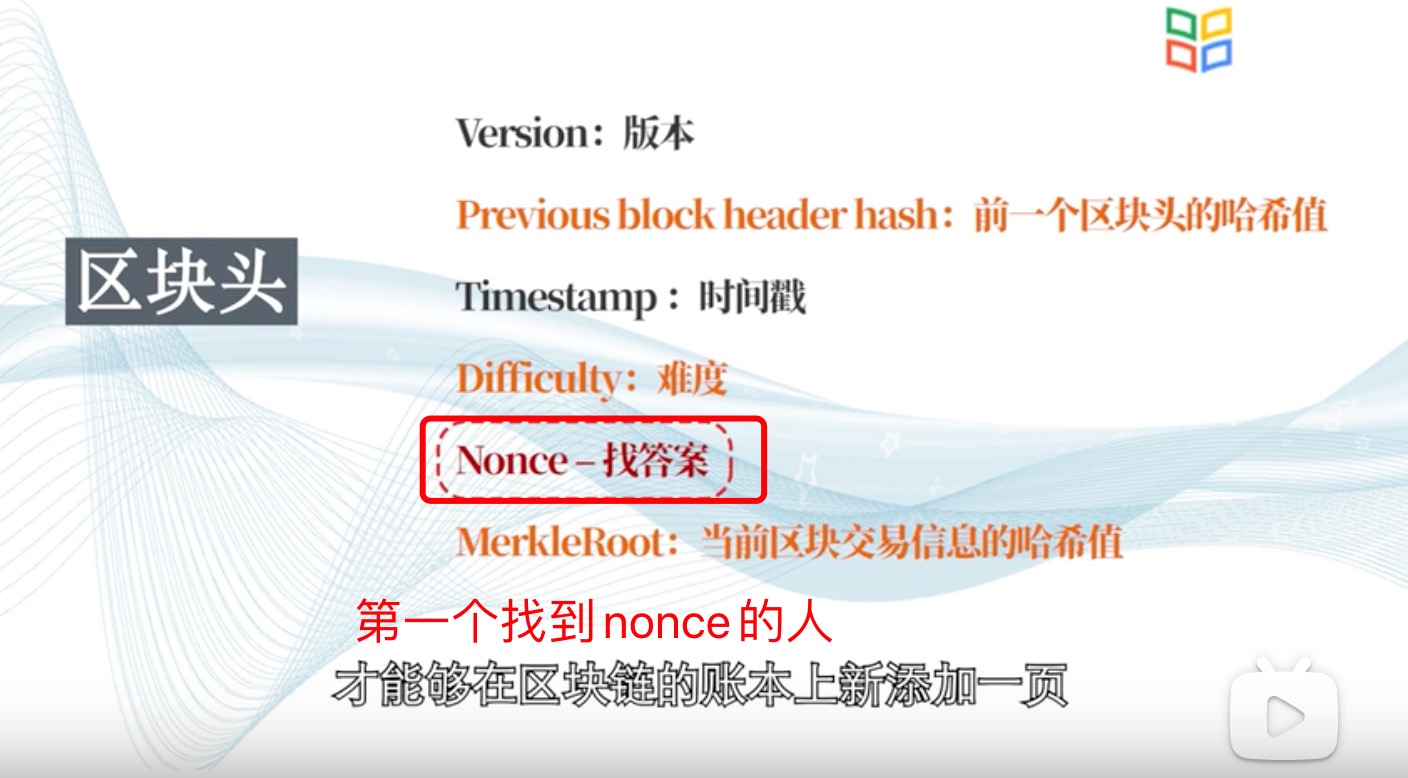 Version：版本
Previous block header hash：前一个区块头的哈希值
区块头
Timestamp：时间戳
Difficulty：难度
Nonce – 找答案
MerkleRoot：当前区块交易信息的哈希值
第一个找到nonce的人
才能够在区块链的账本上新添加一页